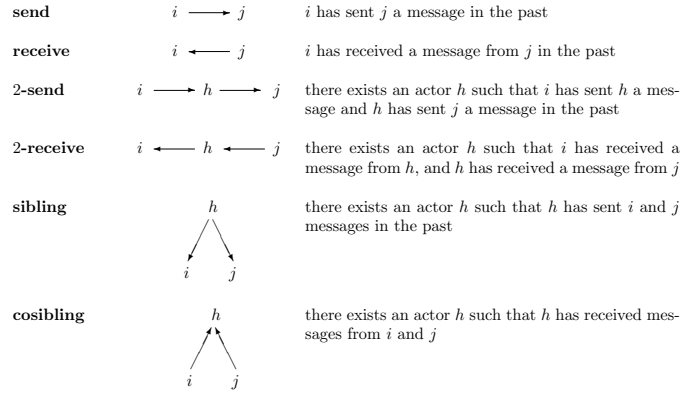 send i j i has sent j a message in the past
receive i j i has received a message from j in the past
2-send i h j there exists an actor h such that i has sent h a mes-
sage and h has sent j a message in the past
2-receive i h j there exists an actor h such that i has received a
message from h, and h has received a message from j
sibling h there exists an actor h such that h has sent i and j
messages in the past
i j
cosibling h there exists an actor h such that h has received mes-
sages from i and j
i j